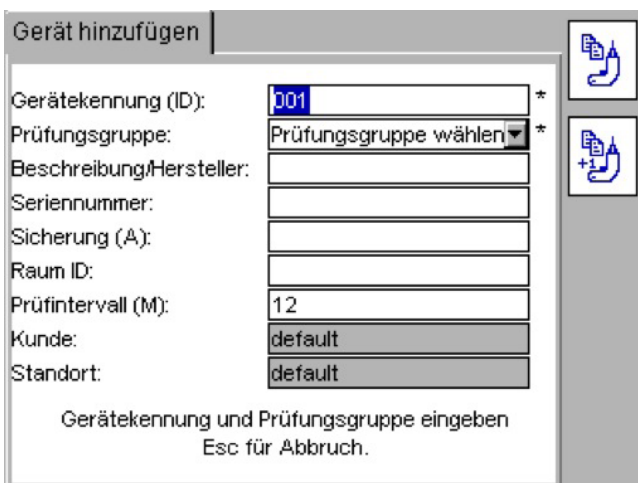 Gerät hinzufügen
Gerätekennung (ID): 001 *
Prüfungsgruppe: Prüfungsgruppe wählen *
Beschreibung/Hersteller:
Seriennummer:
Sicherung (A):
Raum ID:
Prüfintervall (M): 12
Kunde: default
Standort: default
Gerätekennung und Prüfungsgruppe eingeben
Esc für Abbruch.
+1